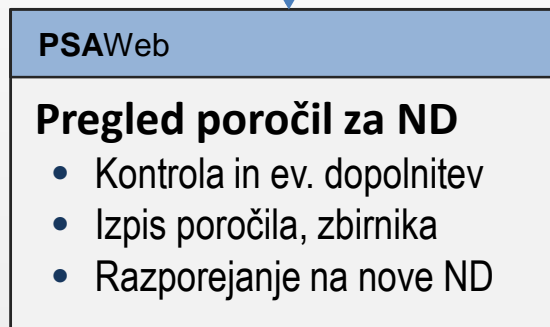 PSAWeb
Pregled poročil za ND
• Kontrola in ev. dopolnitev
• Izpis poročila, zbirnika
• Razporejanje na nove ND